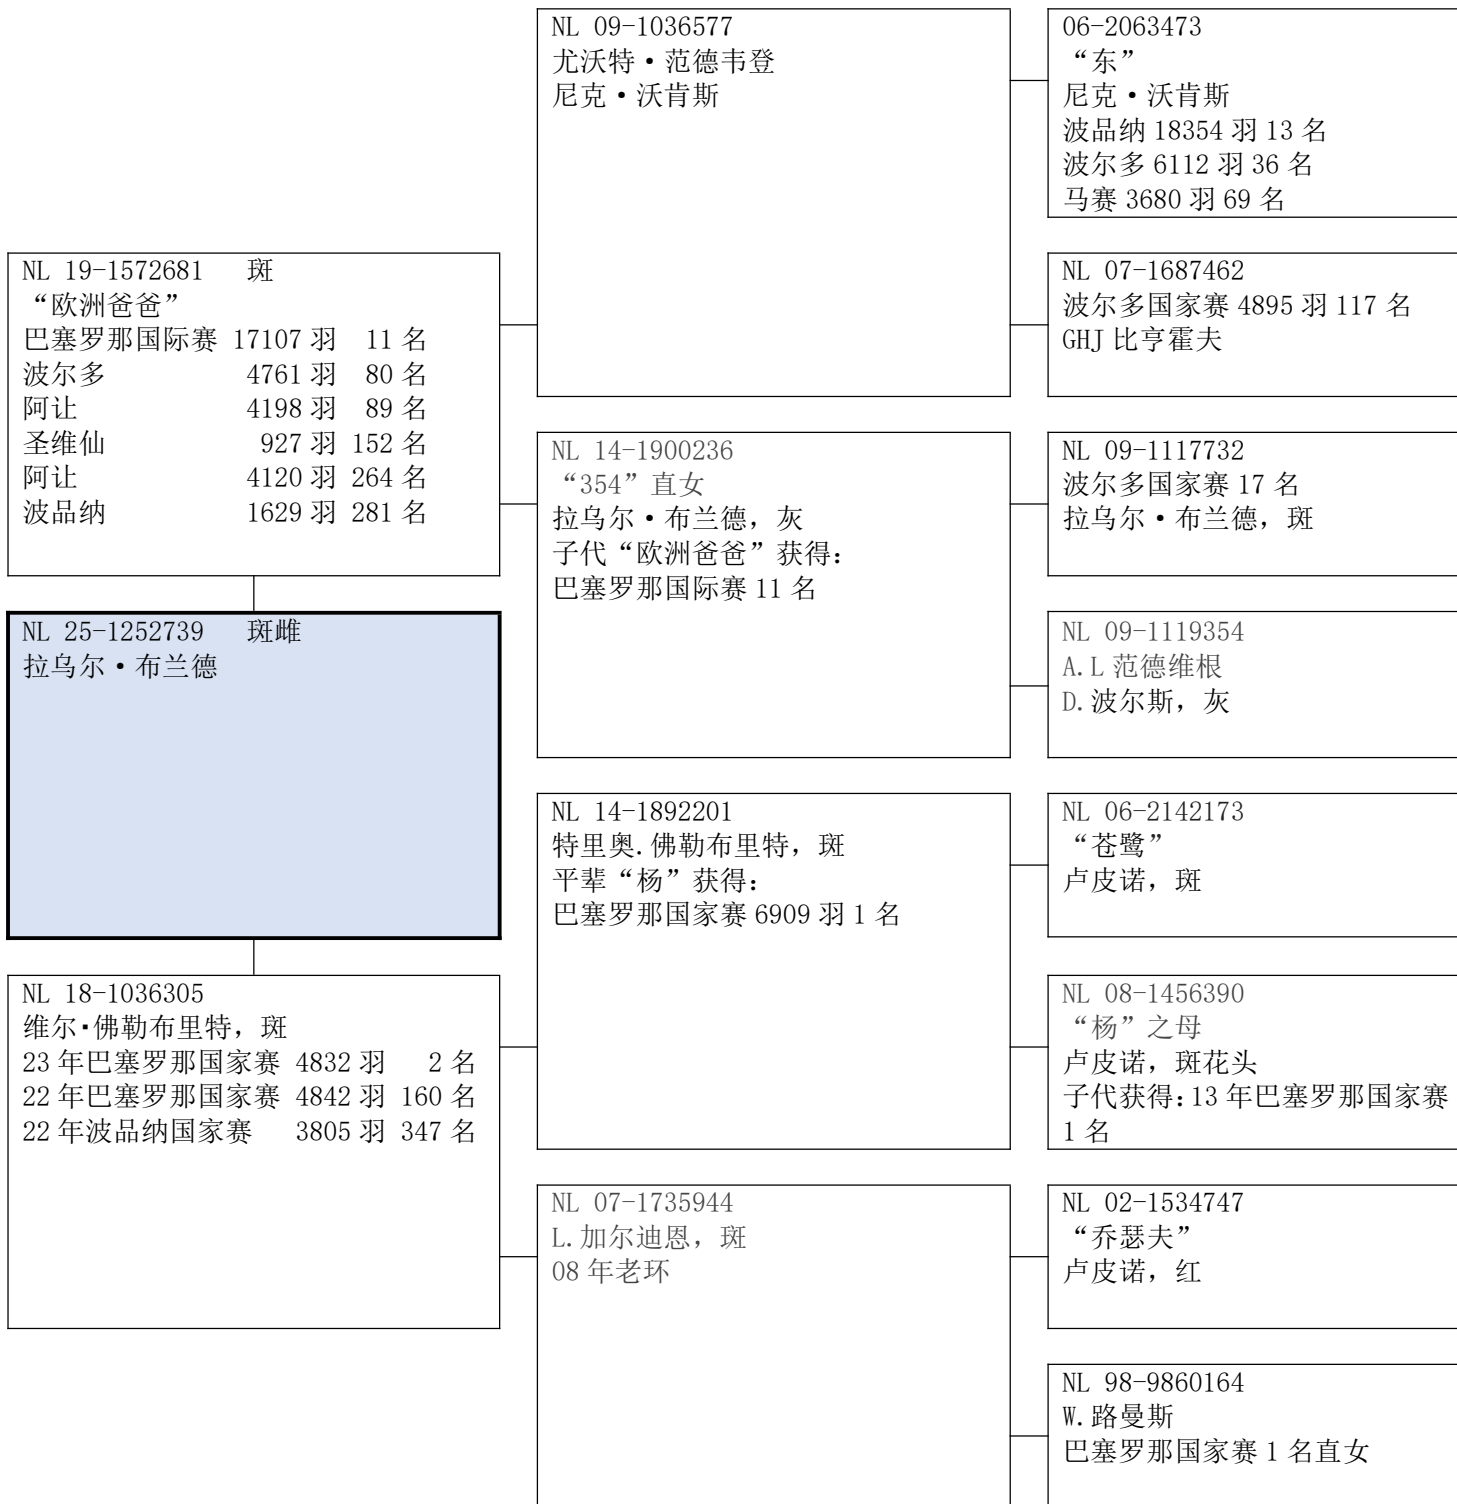 NL 19-1572681 斑
“欧洲爸爸”
巴塞罗那国际赛 17107 羽 11 名
波尔多 4761 羽 80 名
阿让 4198 羽 89 名
圣维仙 927 羽 152 名
阿让 4120 羽 264 名
波品纳 1629 羽 281 名
NL 25-1252739 斑雌
拉乌尔·布兰德
NL 18-1036305
维尔·佛勒布里特，斑
23 年巴塞罗那国家赛 4832 羽 2 名
22 年巴塞罗那国家赛 4842 羽 160 名
22 年波品纳国家赛 3805 羽 347 名
NL 09-1036577
尤沃特·范德韦登
尼克·沃肯斯
NL 14-1900236
“354”直女
拉乌尔·布兰德，灰
子代“欧洲爸爸”获得：
巴塞罗那国际赛 11 名
NL 14-1892201
特里奥.佛勒布里特，斑
平辈“杨”获得：
巴塞罗那国家赛 6909 羽 1 名
NL 07-1735944
L.加尔迪恩，斑
08 年老环
06-2063473
“东”
尼克·沃肯斯
波品纳 18354 羽 13 名
波尔多 6112 羽 36 名
马赛 3680 羽 69 名
NL 07-1687462
波尔多国家赛 4895 羽 117 名
GHJ 比亨霍夫
NL 09-1117732
波尔多国家赛 17 名
拉乌尔·布兰德，斑
NL 09-1119354
A.L 范德维根
D.波尔斯，灰
NL 06-2142173
“苍鹭”
卢皮诺，斑
NL 08-1456390
“杨”之母
卢皮诺，斑花头
子代获得:13 年巴塞罗那国家赛
1 名
NL 02-1534747
“乔瑟夫”
卢皮诺，红
NL 98-9860164
W.路曼斯
巴塞罗那国家赛 1 名直女